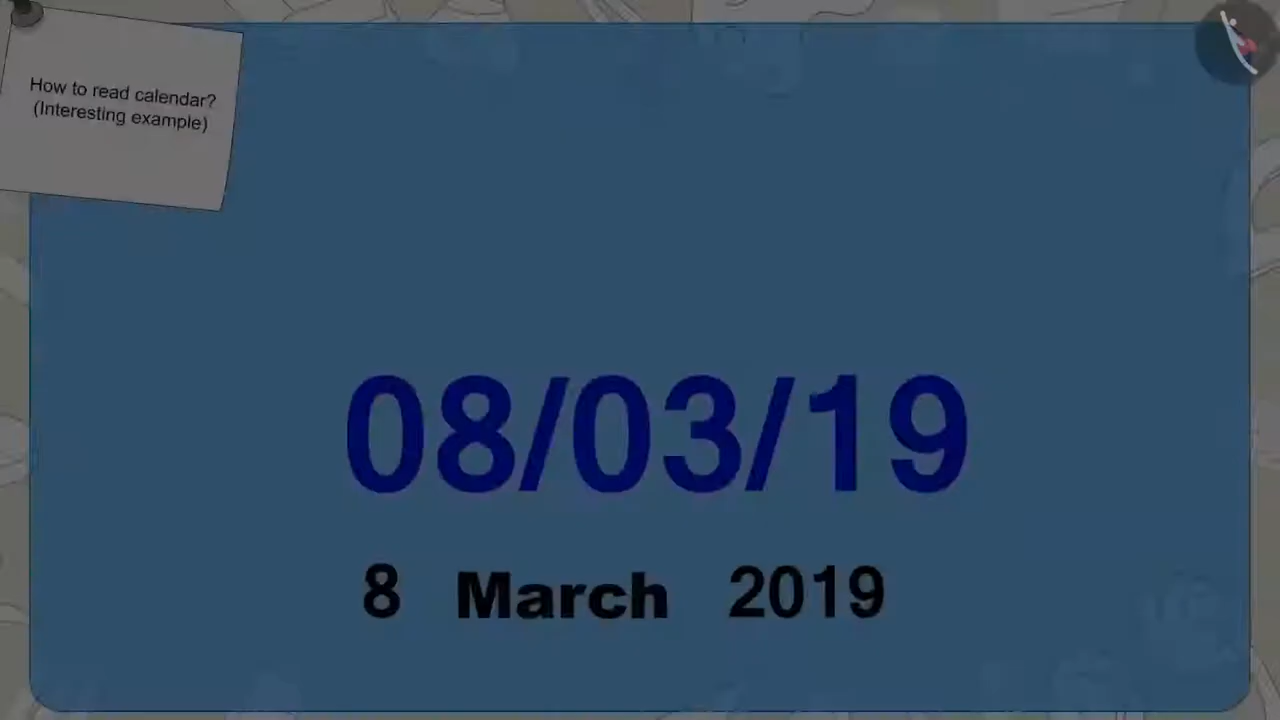 How to read calendar?
(Interesting example)
08/03/19
8 March 2019